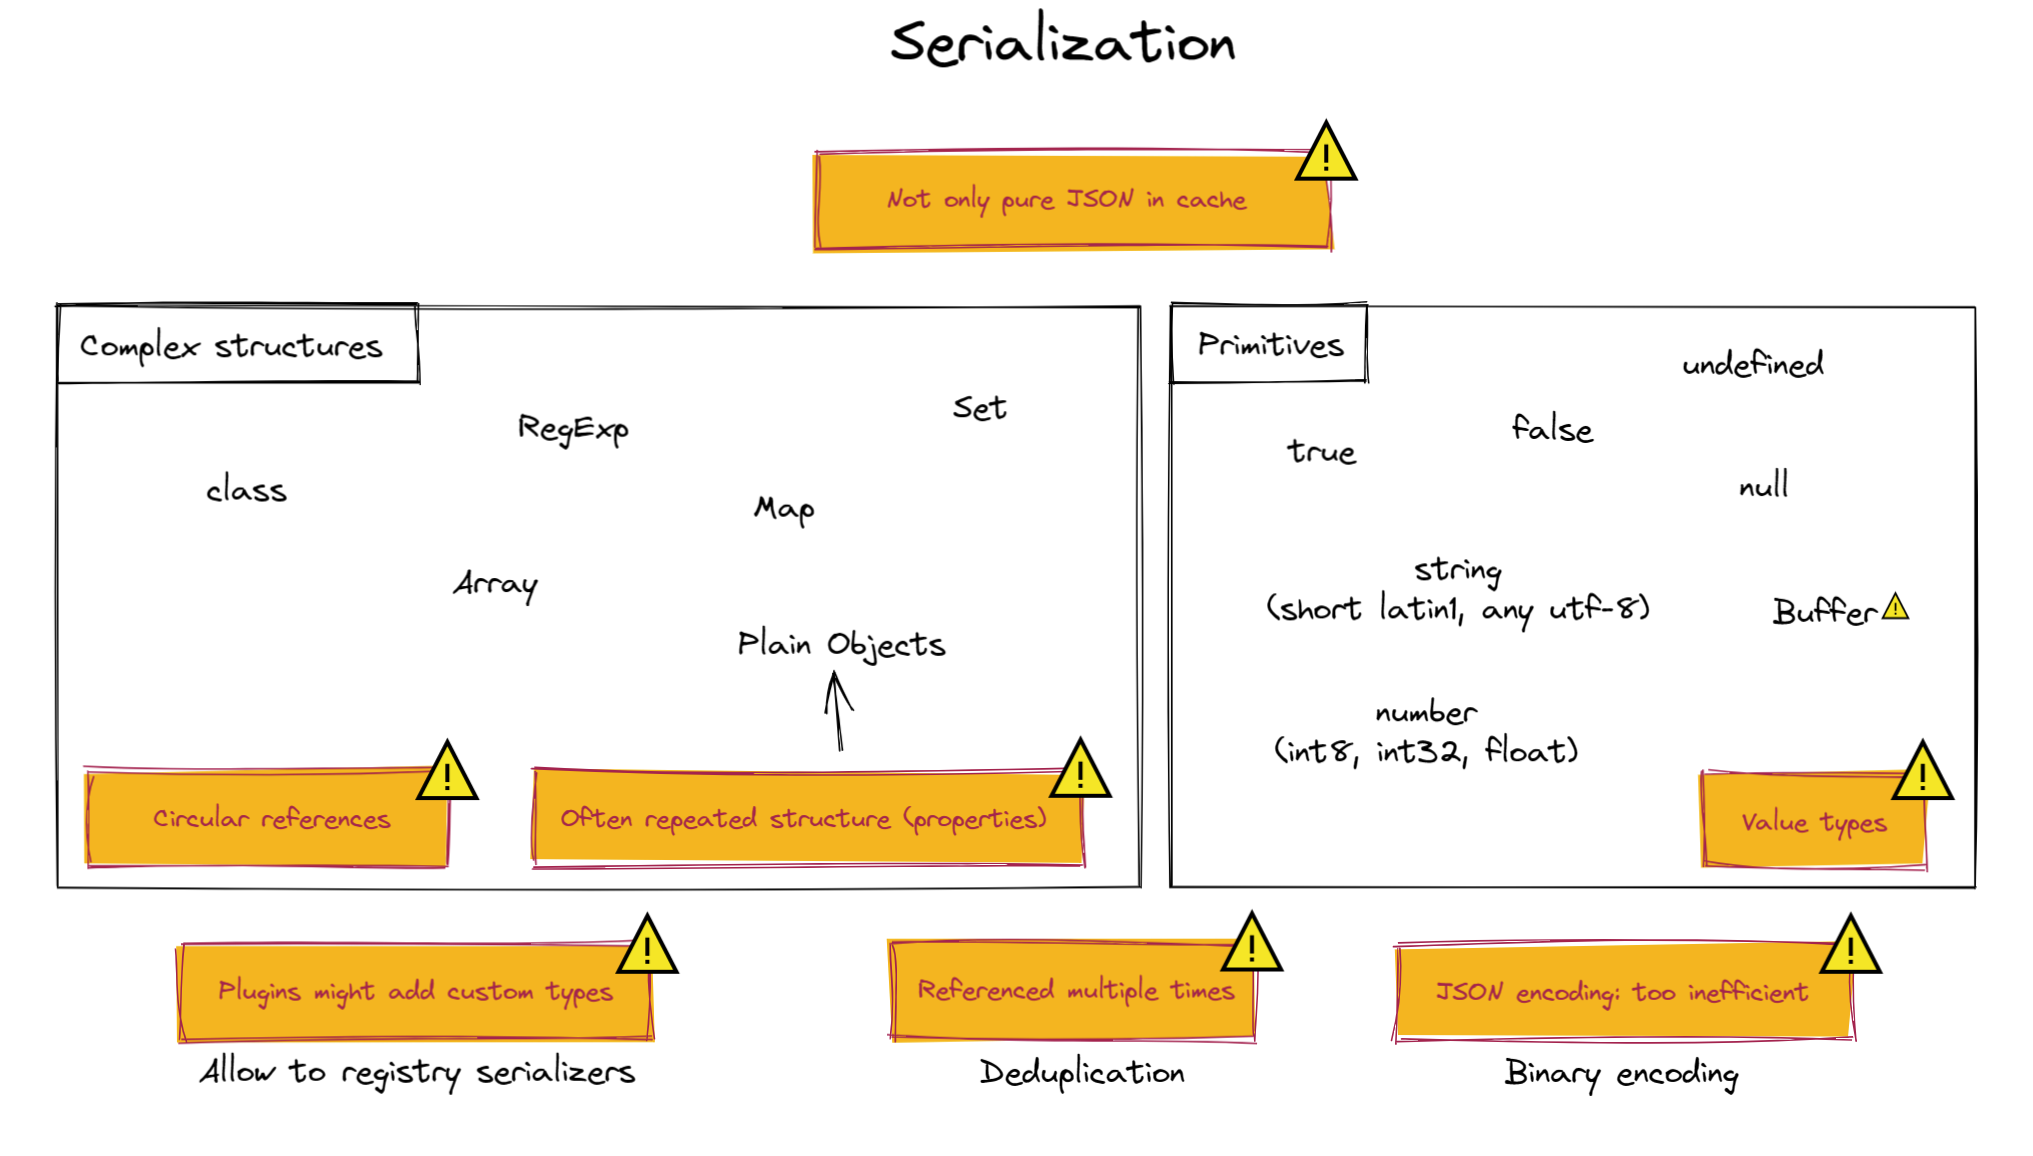 Serialization
Not only pure JSON in cache
Complex structures
RegExp
Set
class
Map
Array
Plain Objects
Circular references
Often repeated structure (properties)
Primitives
undefined
false
true
null
string
(short latin1, any utf-8)
Buffer
number
(int8, int32, float)
Value types
Plugins might add custom types
Allow to registry serializers
Referenced multiple times
Deduplication
JSON encoding: too inefficient
Binary encoding